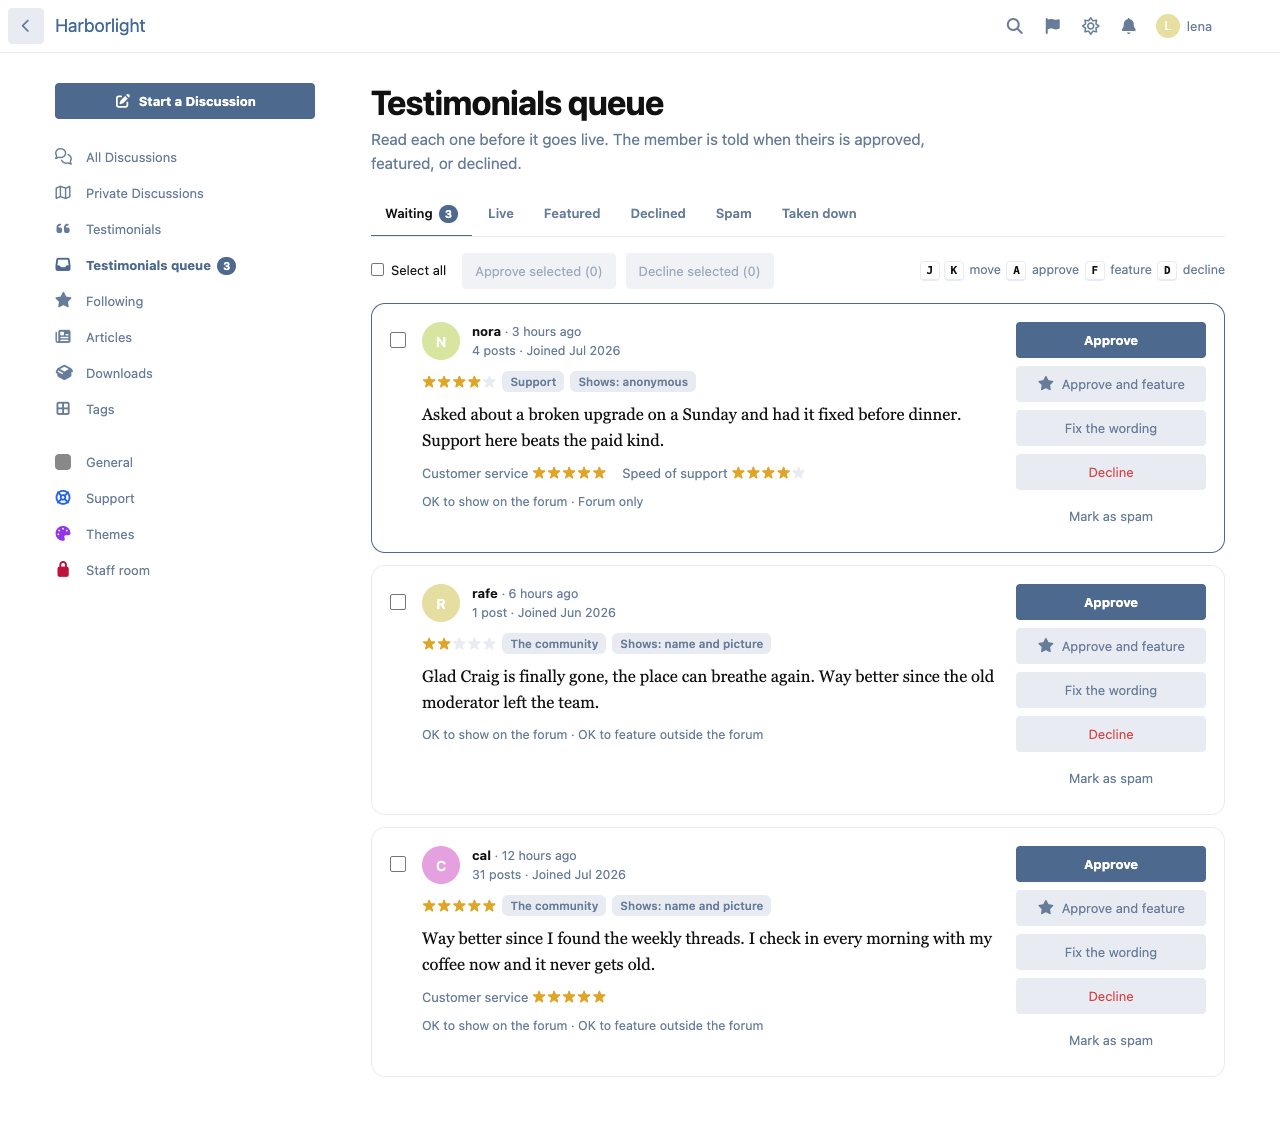 Harborlight
L lena
Start a Discussion
All Discussions
Private Discussions
Testimonials
Testimonials queue 3
Following
Articles
Downloads
Tags
General
Support
Themes
Staff room
Testimonials queue
Read each one before it goes live. The member is told when theirs is approved,
featured, or declined.
Waiting 3 Live Featured Declined Spam Taken down
Select all Approve selected (0) Decline selected (0) J K move A approve F feature D decline
N
nora · 3 hours ago
4 posts · Joined Jul 2026
Support Shows: anonymous
Asked about a broken upgrade on a Sunday and had it fixed before dinner.
Support here beats the paid kind.
Customer service Speed of support
OK to show on the forum · Forum only
Approve
Approve and feature
Fix the wording
Decline
Mark as spam
R
rafe · 6 hours ago
1 post · Joined Jun 2026
The community Shows: name and picture
Glad Craig is finally gone, the place can breathe again. Way better since the old
moderator left the team.
OK to show on the forum · OK to feature outside the forum
Approve
Approve and feature
Fix the wording
Decline
Mark as spam
C
cal · 12 hours ago
31 posts · Joined Jul 2026
The community Shows: name and picture
Way better since I found the weekly threads. I check in every morning with my
coffee now and it never gets old.
Customer service
OK to show on the forum · OK to feature outside the forum
Approve
Approve and feature
Fix the wording
Decline
Mark as spam